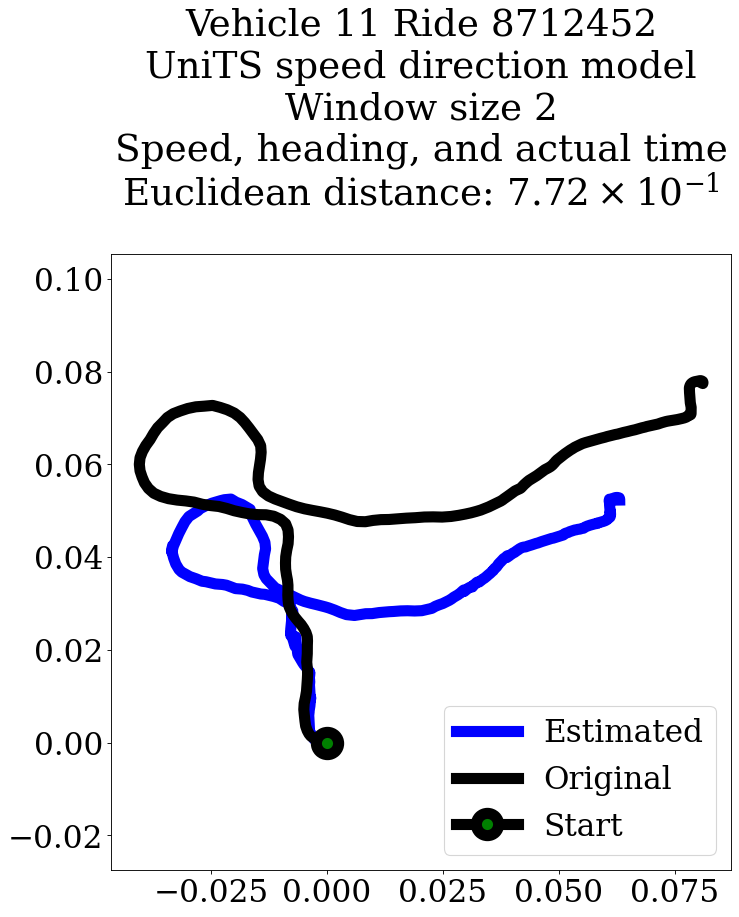 Vehicle 11 Ride 8712452
UniTS speed direction model
Window size 2
Speed, heading, and actual time
Euclidean distance: 7.72 × 10⁻¹
0.10
0.08
0.06
0.04
0.02
0.00
−0.02
Estimated
Original
Start
−0.025 0.000 0.025 0.050 0.075